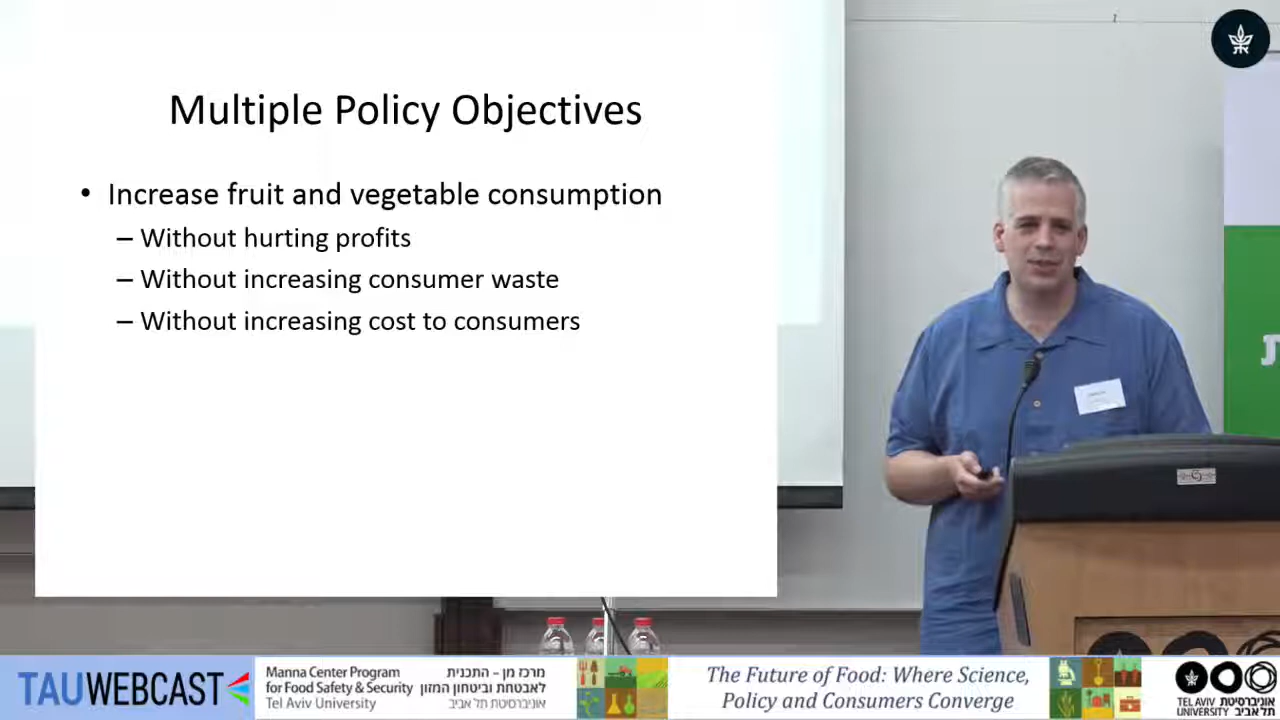 Multiple Policy Objectives
• Increase fruit and vegetable consumption
– Without hurting profits
– Without increasing consumer waste
– Without increasing cost to consumers
TAUWEBCAST
Manna Center Program
for Food Safety & Security
Tel Aviv University
מרכז מן – התכנית
לאבטחת וביטחון המזון
אוניברסיטת תל אביב
The Future of Food: Where Science,
Policy and Consumers Converge
TEL AVIV אוניברסיטת
UNIVERSITY תל אביב